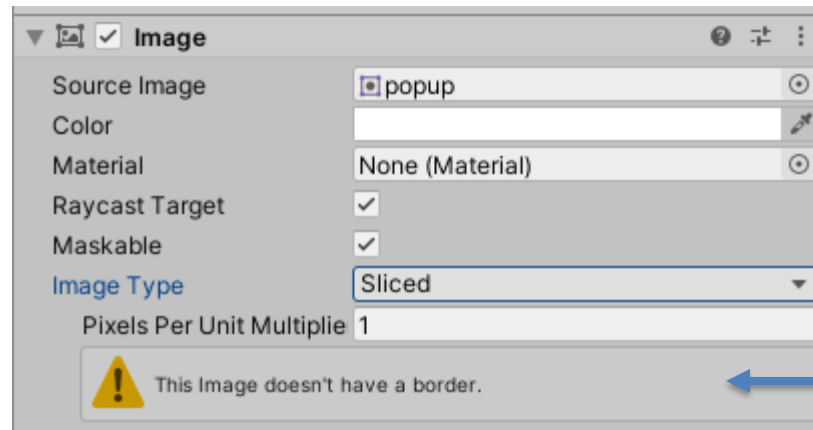 Image
Source Image popup
Color
Material None (Material)
Raycast Target
Maskable
Image Type Sliced
Pixels Per Unit Multiplie 1
This Image doesn't have a border.